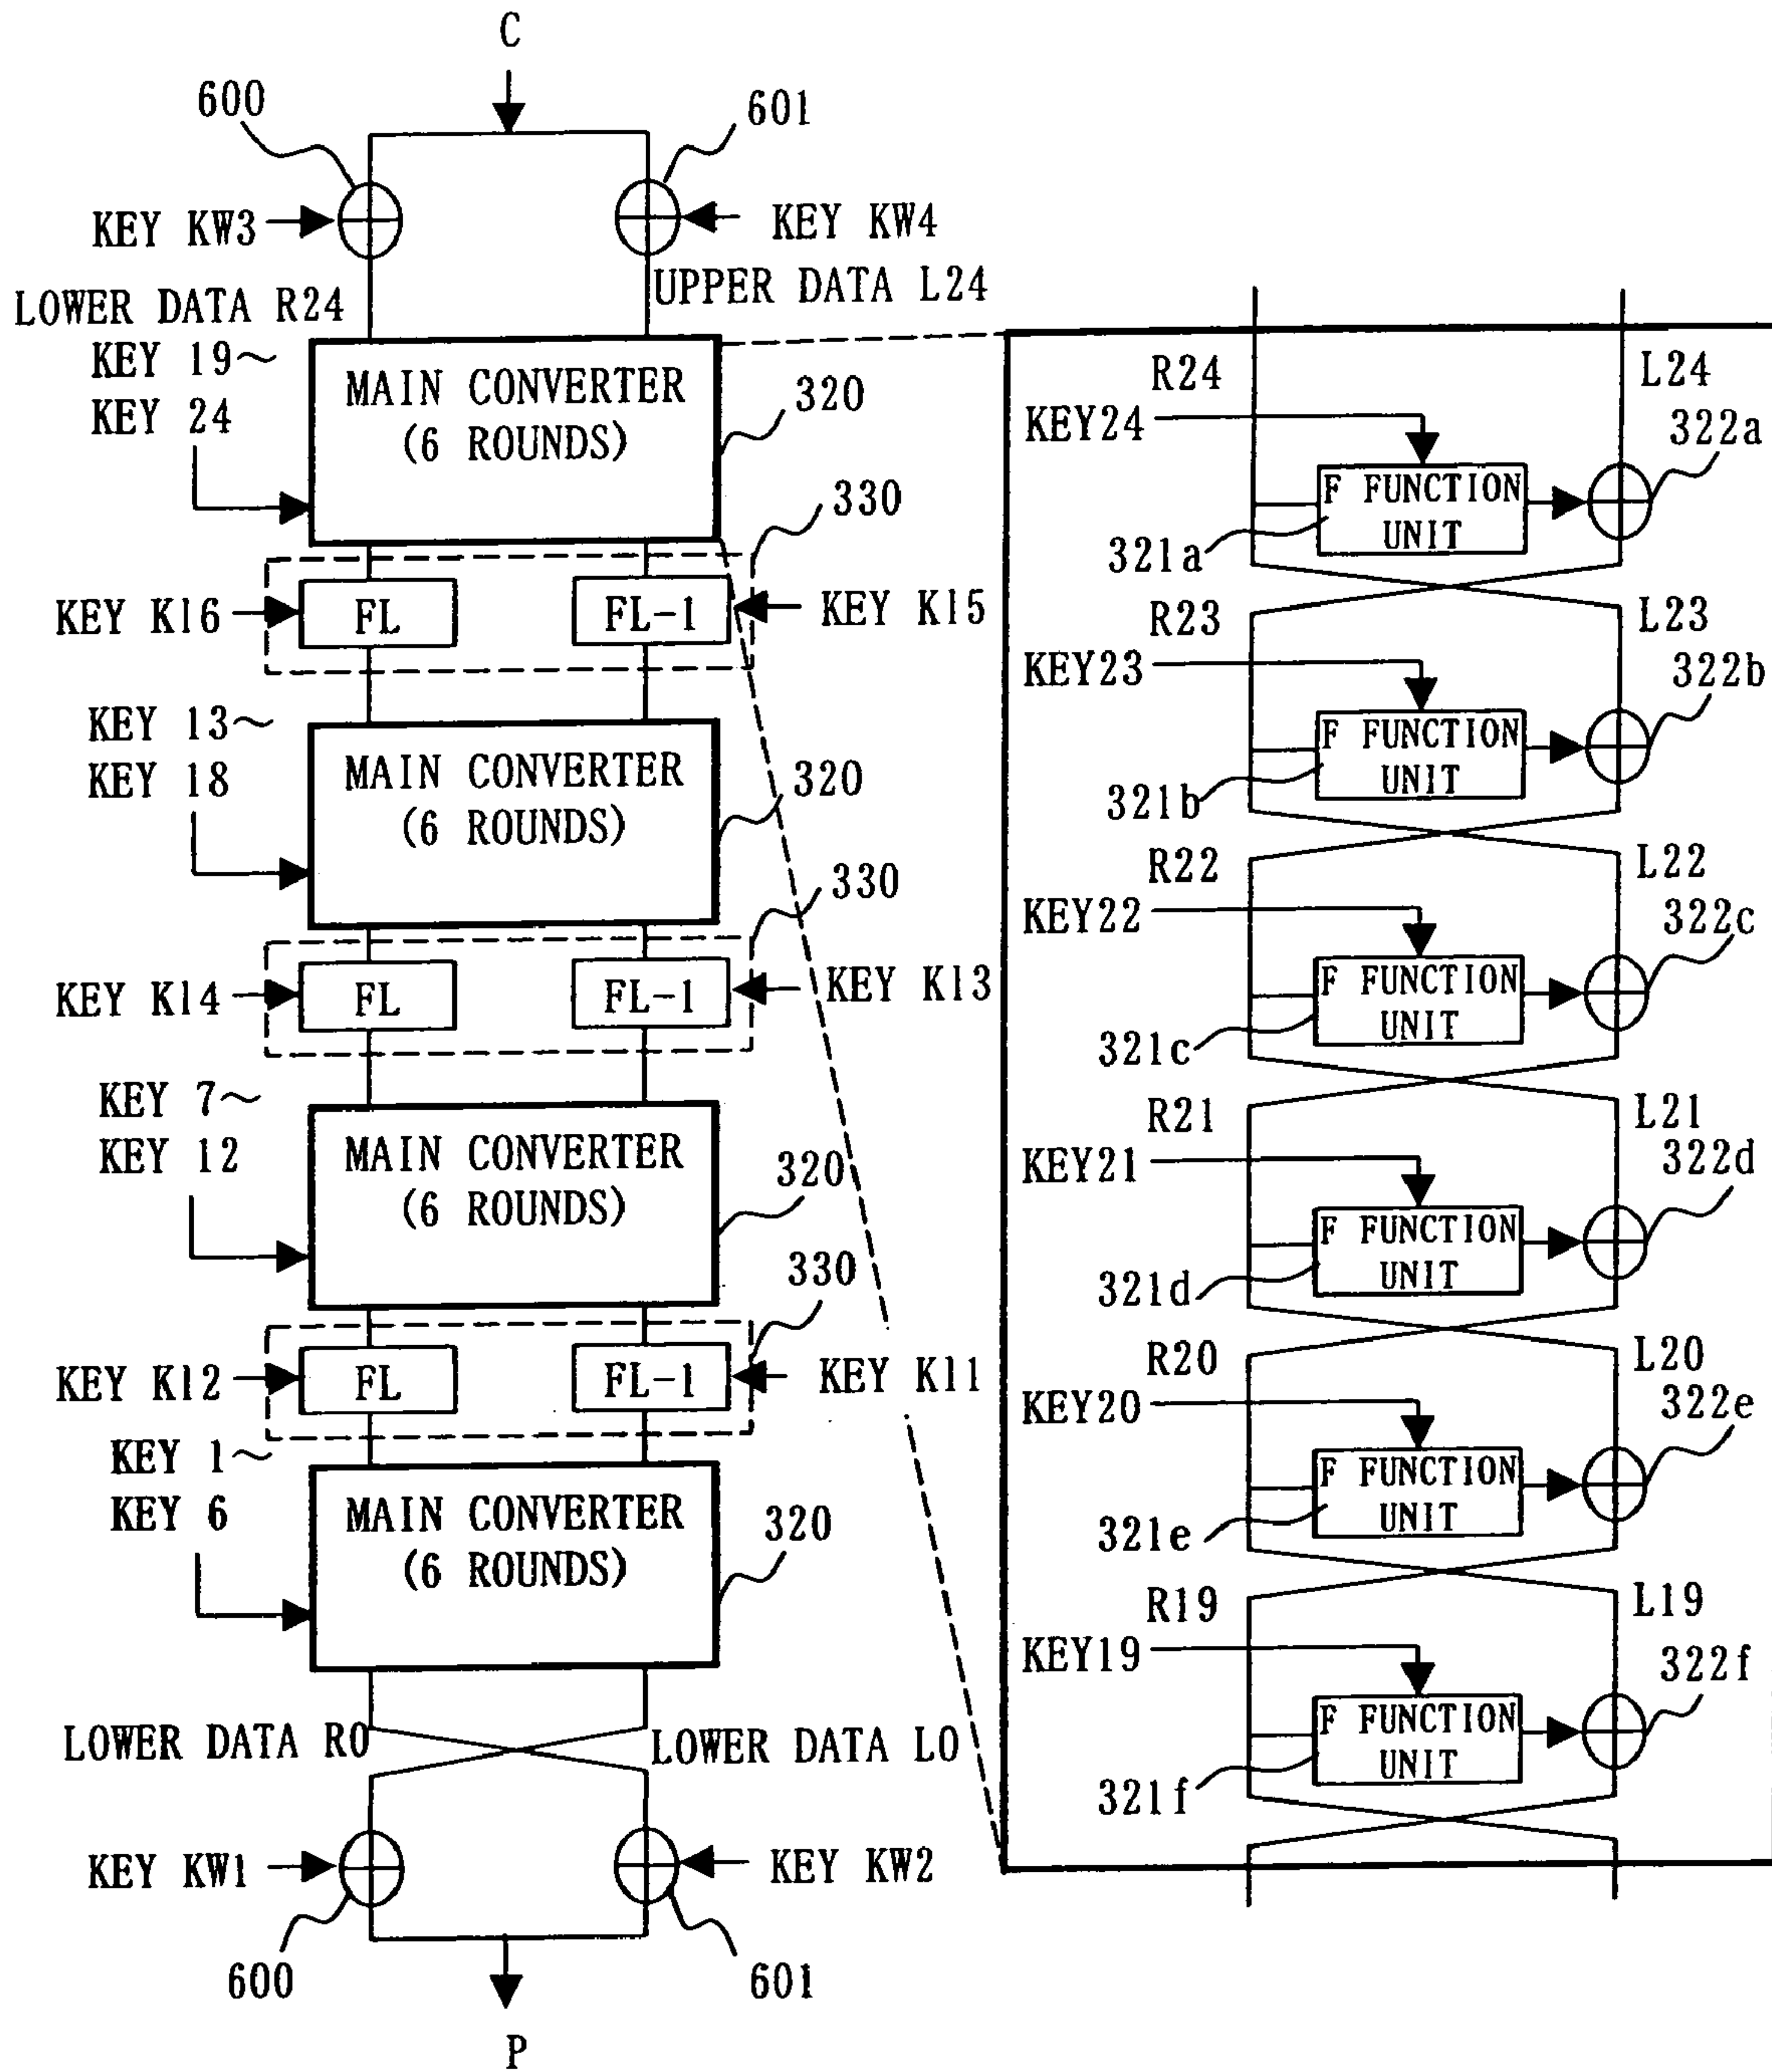 C
600
601
KEY KW3
KEY KW4
LOWER DATA R24
UPPER DATA L24
KEY 19~
KEY 24
MAIN CONVERTER
(6 ROUNDS)
320
330
KEY K16
FL
FL-1
KEY K15
KEY 13~
KEY 18
MAIN CONVERTER
(6 ROUNDS)
320
330
KEY K14
FL
FL-1
KEY K13
KEY 7~
KEY 12
MAIN CONVERTER
(6 ROUNDS)
320
330
KEY K12
FL
FL-1
KEY K11
KEY 1~
KEY 6
MAIN CONVERTER
(6 ROUNDS)
320
LOWER DATA R0
LOWER DATA L0
KEY KW1
KEY KW2
600
601
P
R24
L24
KEY24
322a
F FUNCTION
UNIT
321a
R23
L23
KEY23
322b
F FUNCTION
UNIT
321b
R22
L22
KEY22
322c
F FUNCTION
UNIT
321c
R21
L21
KEY21
322d
F FUNCTION
UNIT
321d
R20
L20
KEY20
322e
F FUNCTION
UNIT
321e
R19
L19
KEY19
322f
F FUNCTION
UNIT
321f